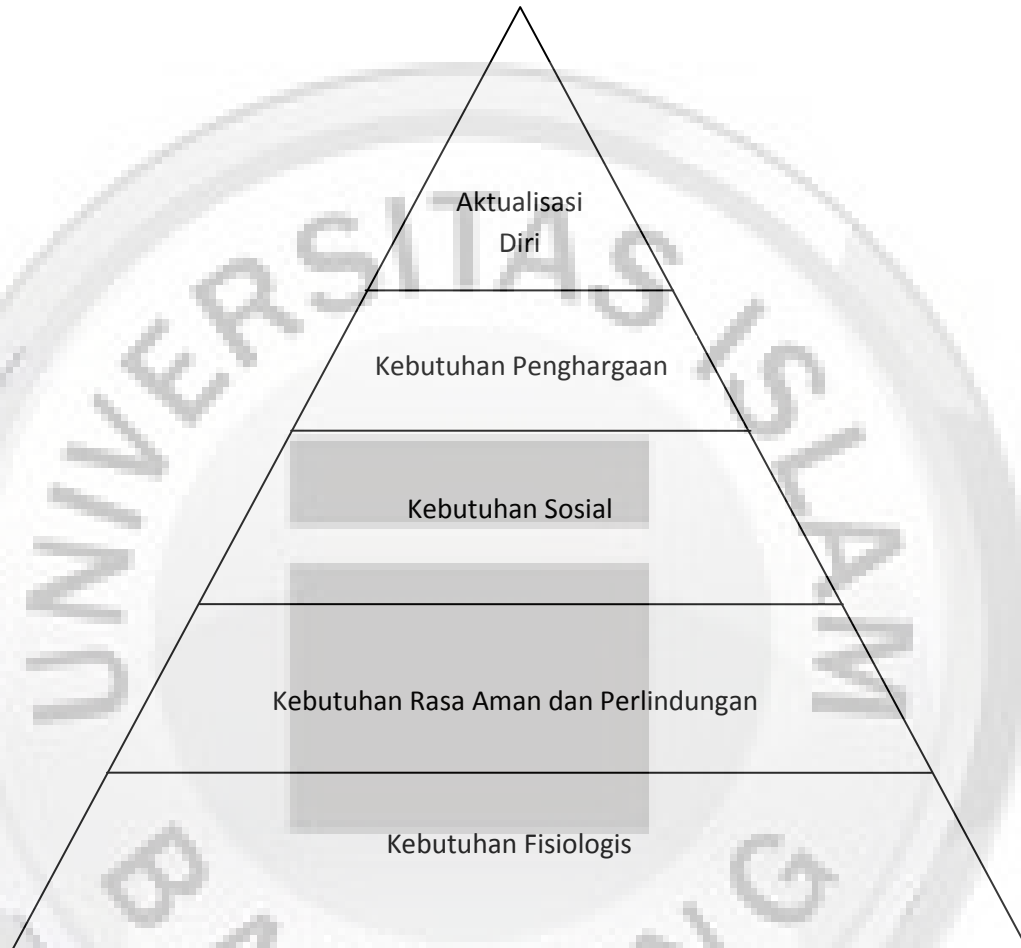 Aktualisasi
Diri
Kebutuhan Penghargaan
Kebutuhan Sosial
Kebutuhan Rasa Aman dan Perlindungan
Kebutuhan Fisiologis
UNIVERSITAS ISLAM